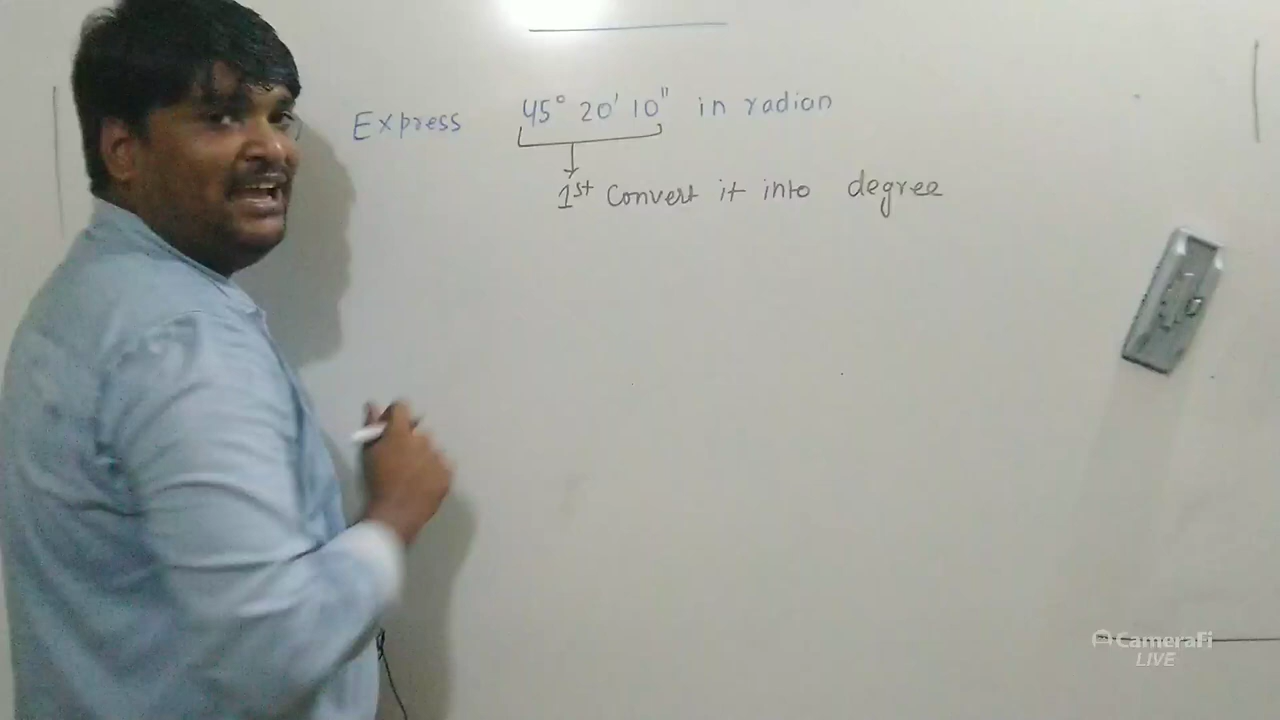 Express 45° 20' 10" in radian
1st Convert it into degree
CameraFi
LIVE